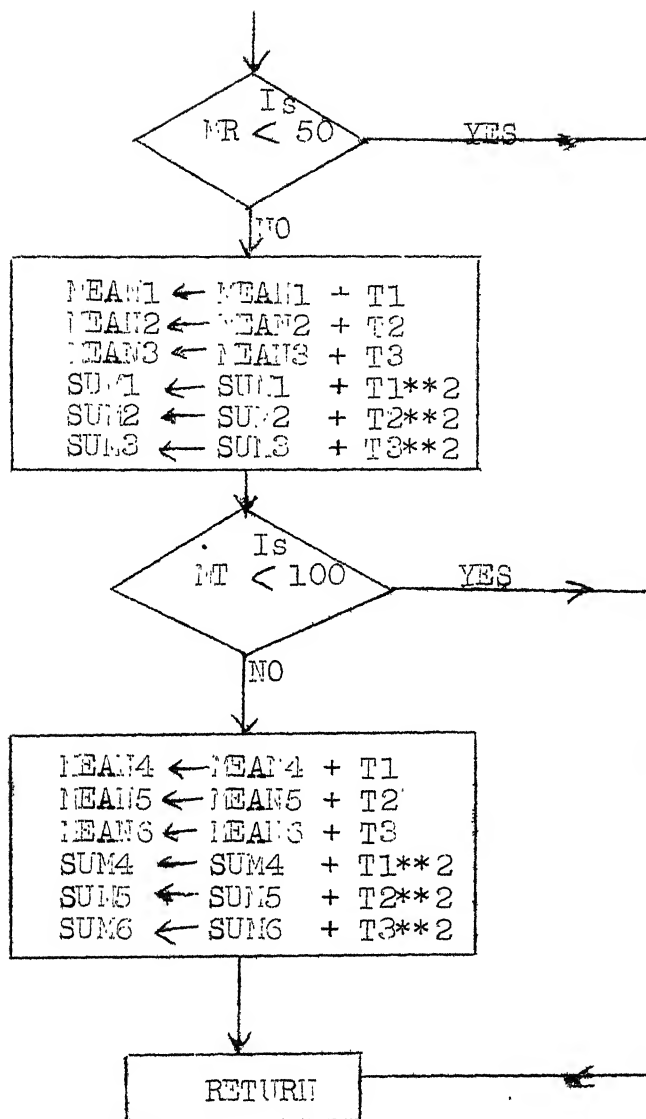 Is
MR < 50
YES
NO
MEAN1 ← MEAN1 + T1
MEAN2 ← MEAN2 + T2
MEAN3 ← MEAN3 + T3
SUM1 ← SUM1 + T1**2
SUM2 ← SUM2 + T2**2
SUM3 ← SUM3 + T3**2
Is
MT < 100
YES
NO
MEAN4 ← MEAN4 + T1
MEAN5 ← MEAN5 + T2
MEAN6 ← MEAN6 + T3
SUM4 ← SUM4 + T1**2
SUM5 ← SUM5 + T2**2
SUM6 ← SUM6 + T3**2
RETURN